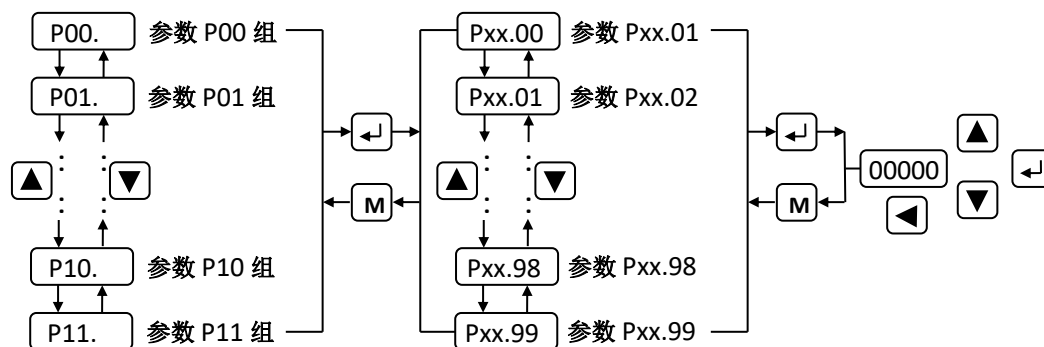 P00. 参数 P00 组
P01. 参数 P01 组
P10. 参数 P10 组
P11. 参数 P11 组
M
Pxx.00 参数 Pxx.01
Pxx.01 参数 Pxx.02
Pxx.98 参数 Pxx.98
Pxx.99 参数 Pxx.99
M
00000